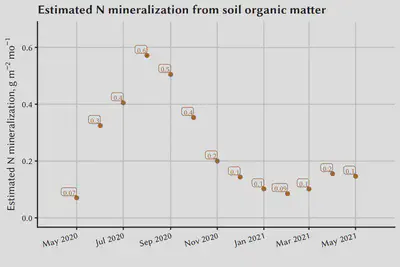 Estimated N mineralization from soil organic matter
Estimated N mineralization, g m⁻² mo⁻¹
0.6
0.4
0.2
0.0
0.07
0.3
0.4
0.6
0.5
0.4
0.2
0.1
0.1
0.09
0.1
0.2
0.1
May 2020
Jul 2020
Sep 2020
Nov 2020
Jan 2021
Mar 2021
May 2021